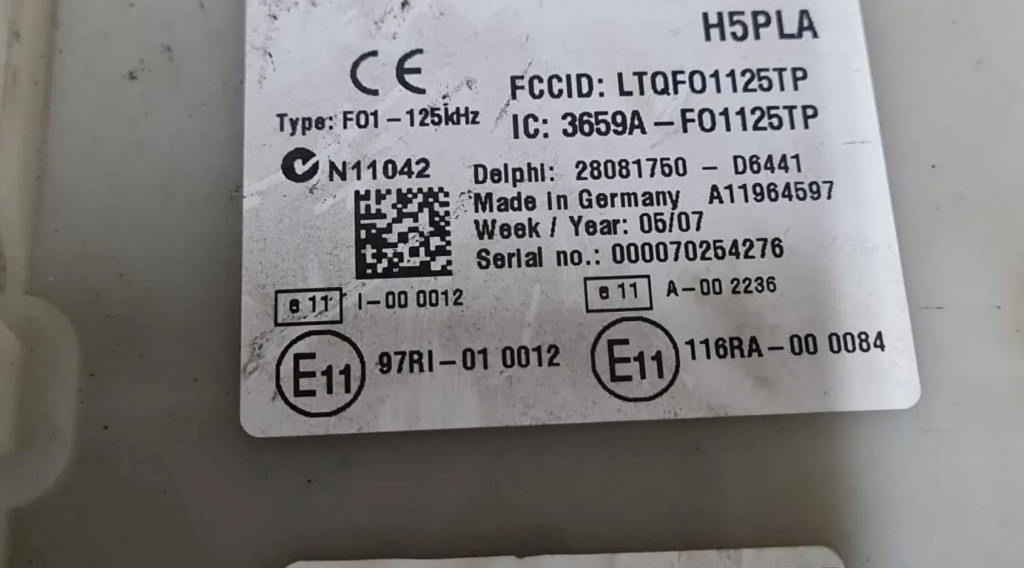 H5PLA
CE
FCCID: LTQFO1125TP
Type: F01-125kHz
IC: 3659A-FO1125TP
N11042
Delphi: 28081750 - D6441
Made In Germany A11964597
Week / Year: 05/07
Serial no.: 000070254276
e 11 I-00 0012
e 11 A-00 2236
E11 97RI-01 0012
E11 116RA-00 0084